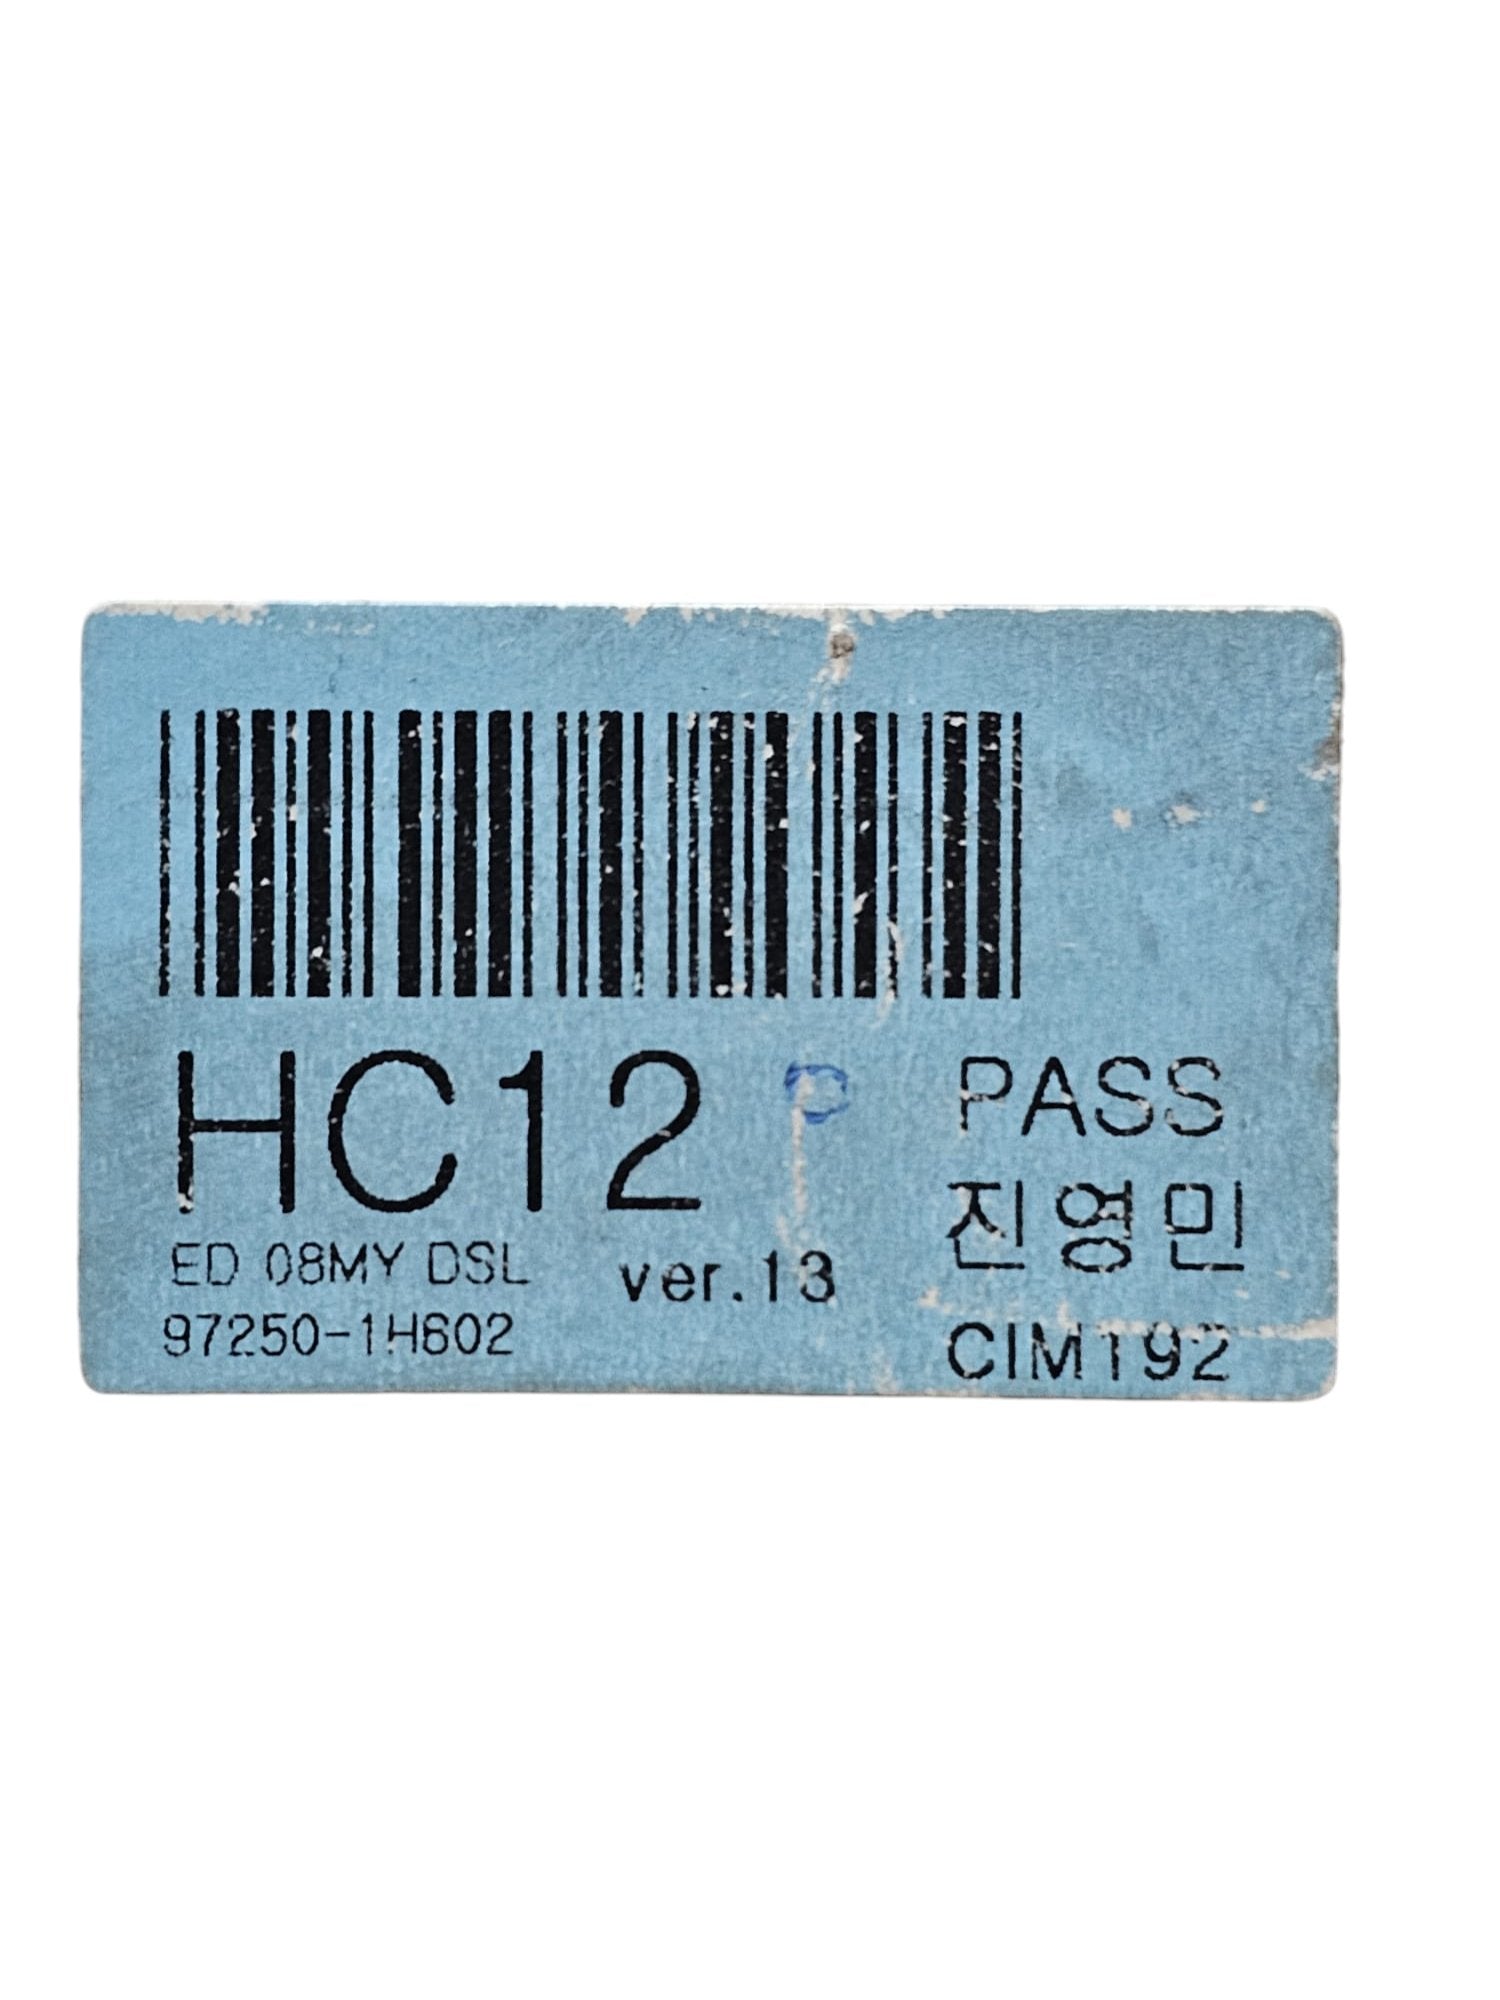 HC12
PASS
진영민
ED 08MY DSL
ver.13
97250-1H602
CIM192